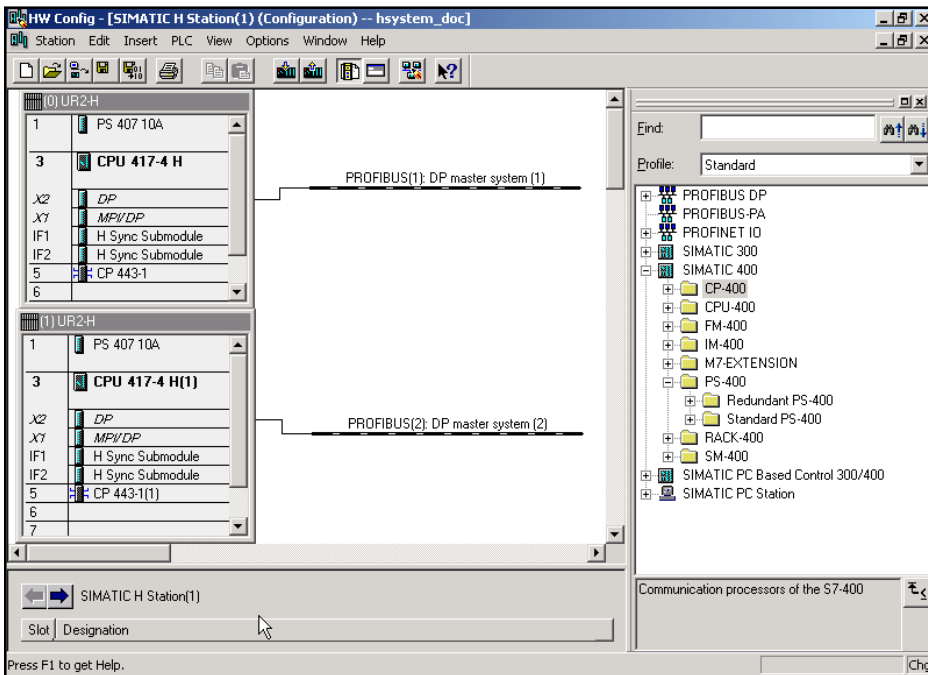 HW Config - [SIMATIC H Station(1) (Configuration) -- hsystem_doc]
Station Edit Insert PLC View Options Window Help
(0) UR2-H
1 PS 407 10A
3 CPU 417-4 H
X2 DP
X1 MPI/DP
IF1 H Sync Submodule
IF2 H Sync Submodule
5 CP 443-1
6
PROFIBUS(1): DP master system (1)
(1) UR2-H
1 PS 407 10A
3 CPU 417-4 H(1)
X2 DP
X1 MPI/DP
IF1 H Sync Submodule
IF2 H Sync Submodule
5 CP 443-1(1)
6
7
PROFIBUS(2): DP master system (2)
SIMATIC H Station(1)
Slot Designation
Find:
Profile: Standard
PROFIBUS DP
PROFIBUS-PA
PROFINET IO
SIMATIC 300
SIMATIC 400
CP-400
CPU-400
FM-400
IM-400
M7-EXTENSION
PS-400
Redundant PS-400
Standard PS-400
RACK-400
SM-400
SIMATIC PC Based Control 300/400
SIMATIC PC Station
Communication processors of the S7-400
Press F1 to get Help.
Chg